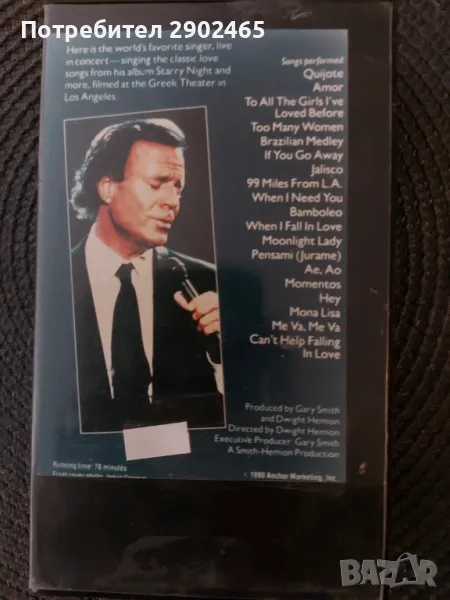 Потребител 2902465
Here is the world's favorite singer, live
in concert—singing the classic love
songs from his album Starry Night and
more, filmed at the Greek Theater in
Los Angeles.
Songs performed
Quijote
Amor
To All The Girls I've
Loved Before
Too Many Women
Brazilian Medley
If You Go Away
Jalisco
99 Miles From L.A.
When I Need You
Bamboleo
When I Fall In Love
Moonlight Lady
Pensami (Jurame)
Ae, Ao
Momentos
Hey
Mona Lisa
Me Va, Me Va
Can't Help Falling
In Love
Produced by Gary Smith
and Dwight Hemion
Directed by Dwight Hemion
Executive Producer Gary Smith
A Smith-Hemion Production
Running time: 78 minutes
© 1990 Anchor Marketing, Inc.
BAZAR